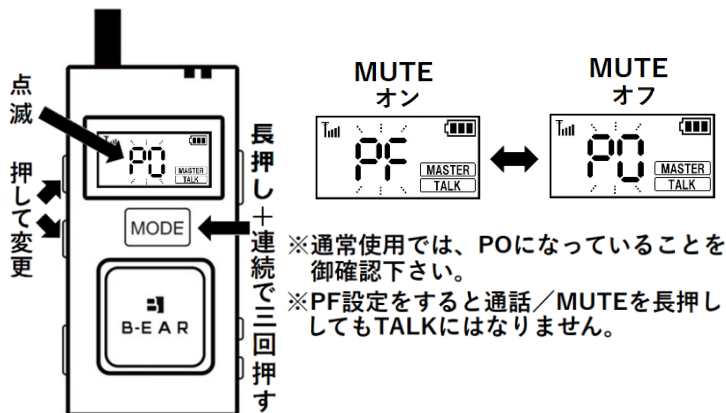 点滅
押して変更
PO
MASTER
TALK
MODE
B-EAR
長押し＋連続で三回押す
MUTE
オン
PF
MASTER
TALK
MUTE
オフ
PO
MASTER
TALK
※通常使用では、POになっていることを
御確認下さい。
※PF設定をすると通話／MUTEを長押し
してもTALKにはなりません。